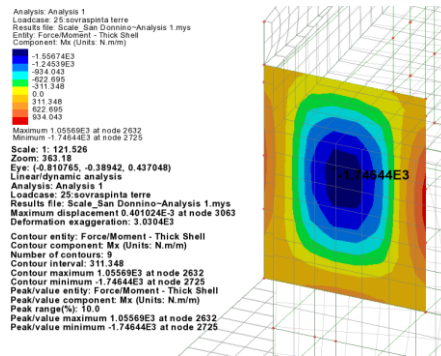 Analysis: Analysis 1
Loadcase: 25:sovraspinta terre
Results file: Scale_San Donnino~Analysis 1.mys
Entity: Force/Moment - Thick Shell
Component: Mx (Units: N.m/m)
-1.55674E3
-1.24539E3
-934.043
-622.695
-311.348
0.0
311.348
622.695
934.043
Maximum 1.05569E3 at node 2632
Minimum -1.74644E3 at node 2725
Scale: 1: 121.526
Zoom: 363.18
Eye: (-0.810765, -0.38942, 0.437048)
Linear/dynamic analysis
Analysis: Analysis 1
Loadcase: 25:sovraspinta terre
Results file: Scale_San Donnino~Analysis 1.mys
Maximum displacement 0.401024E-3 at node 3063
Deformation exaggeration: 3.0304E3
Contour entity: Force/Moment - Thick Shell
Contour component: Mx (Units: N.m/m)
Number of contours: 9
Contour interval: 311.348
Contour maximum 1.05569E3 at node 2632
Contour minimum -1.74644E3 at node 2725
Peak/value entity: Force/Moment - Thick Shell
Peak/value component: Mx (Units: N.m/m)
Peak range(%): 10.0
Peak/value maximum 1.05569E3 at node 2632
Peak/value minimum -1.74644E3 at node 2725
-1.74644E3